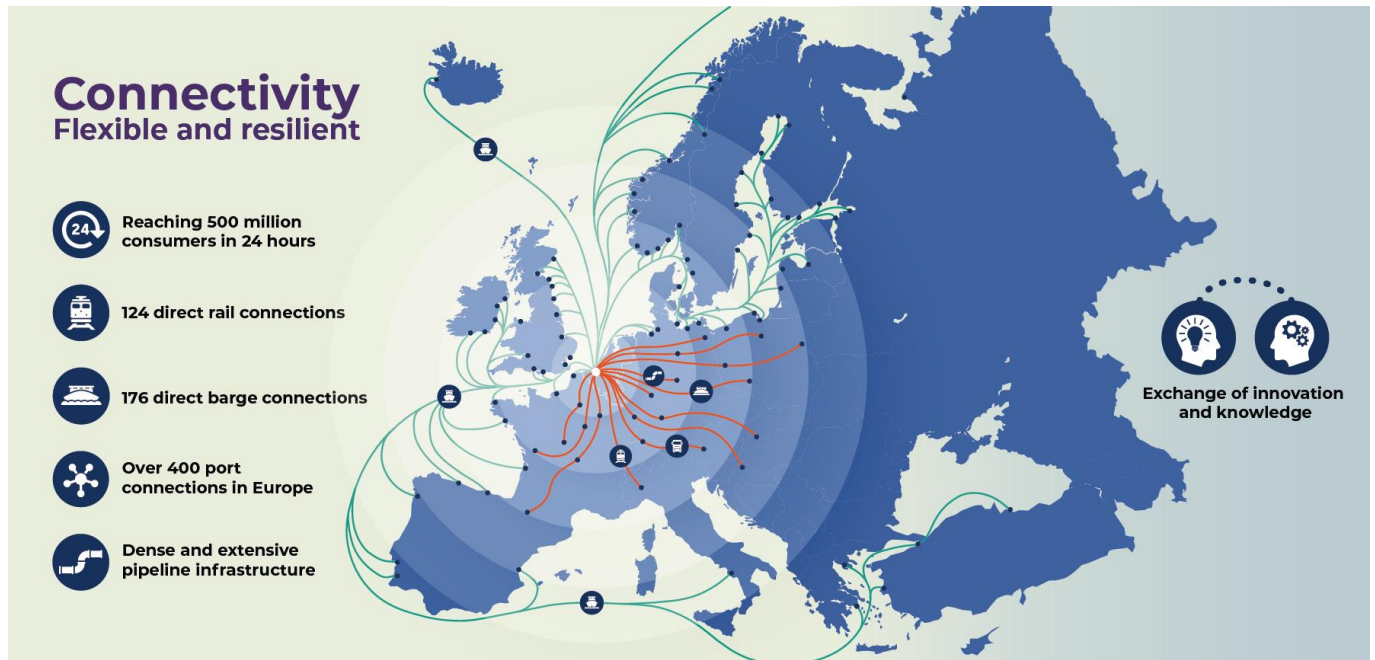 Connectivity
Flexible and resilient
24
Reaching 500 million
consumers in 24 hours
124 direct rail connections
176 direct barge connections
Over 400 port
connections in Europe
Dense and extensive
pipeline infrastructure
Exchange of innovation
and knowledge